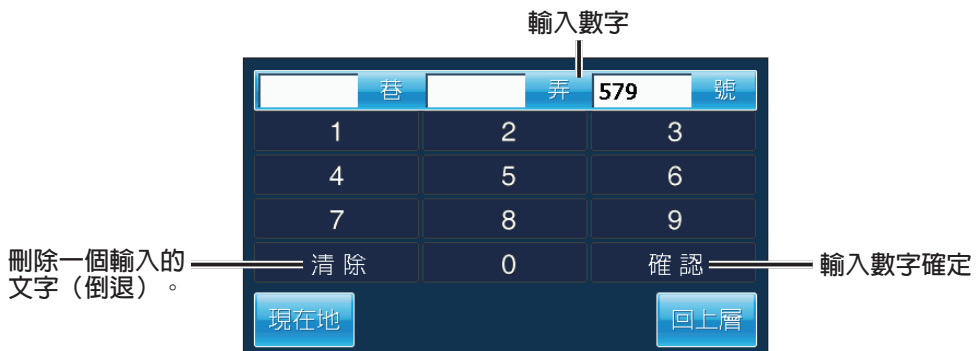 輸入數字
巷 弄 579 號
1 2 3
4 5 6
7 8 9
刪除一個輸入的
文字（倒退）。
清除 0 確認
輸入數字確定
現在地 回上層